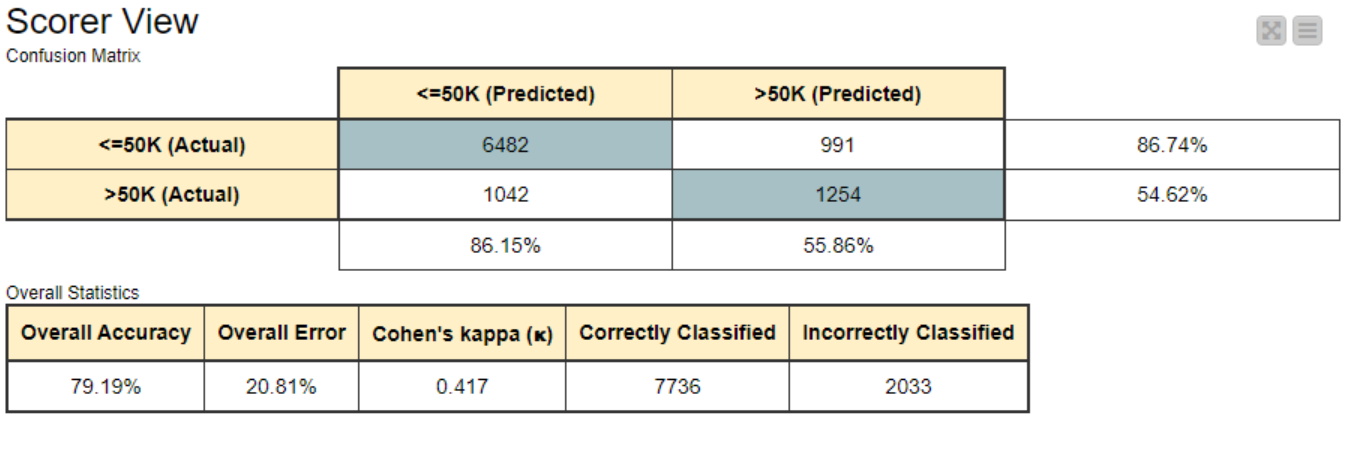 Scorer View
Confusion Matrix
<=50K (Predicted) >50K (Predicted)
<=50K (Actual) 6482 991 86.74%
>50K (Actual) 1042 1254 54.62%
86.15% 55.86%
Overall Statistics
Overall Accuracy Overall Error Cohen's kappa (κ) Correctly Classified Incorrectly Classified
79.19% 20.81% 0.417 7736 2033